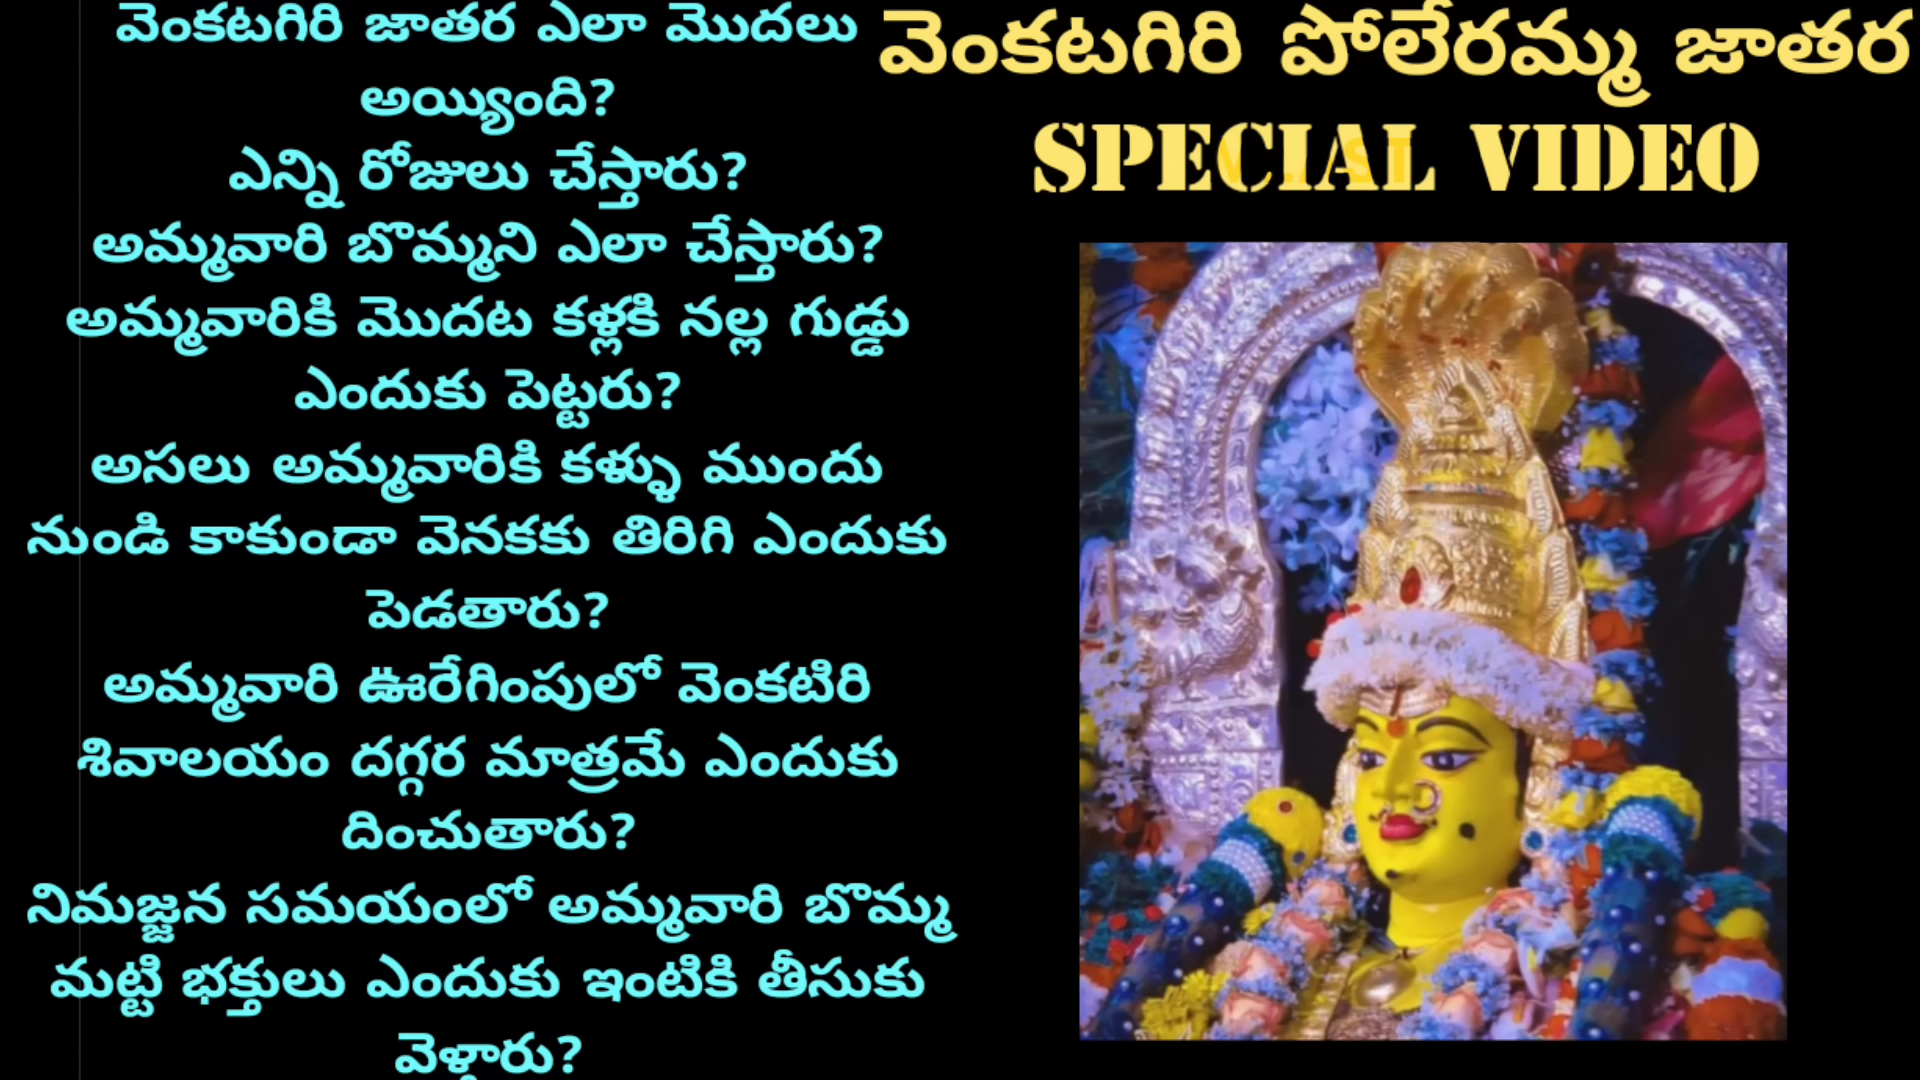 వెంకటగిరి జాతర ఎలా మొదలు
అయ్యింది?
ఎన్ని రోజులు చేస్తారు?
అమ్మవారి బొమ్మని ఎలా చేస్తారు?
అమ్మవారికి మొదట కళ్లకి నల్ల గుడ్డు
ఎందుకు పెట్టరు?
అసలు అమ్మవారికి కళ్ళు ముందు
నుండి కాకుండా వెనకకు తిరిగి ఎందుకు
పెడతారు?
అమ్మవారి ఊరేగింపులో వెంకటిరి
శివాలయం దగ్గర మాత్రమే ఎందుకు
దించుతారు?
నిమజ్జన సమయంలో అమ్మవారి బొమ్మ
మట్టి భక్తులు ఎందుకు ఇంటికి తీసుకు
వెళ్తారు?
వెంకటగిరి పోలేరమ్మ జాతర
SPECIAL VIDEO